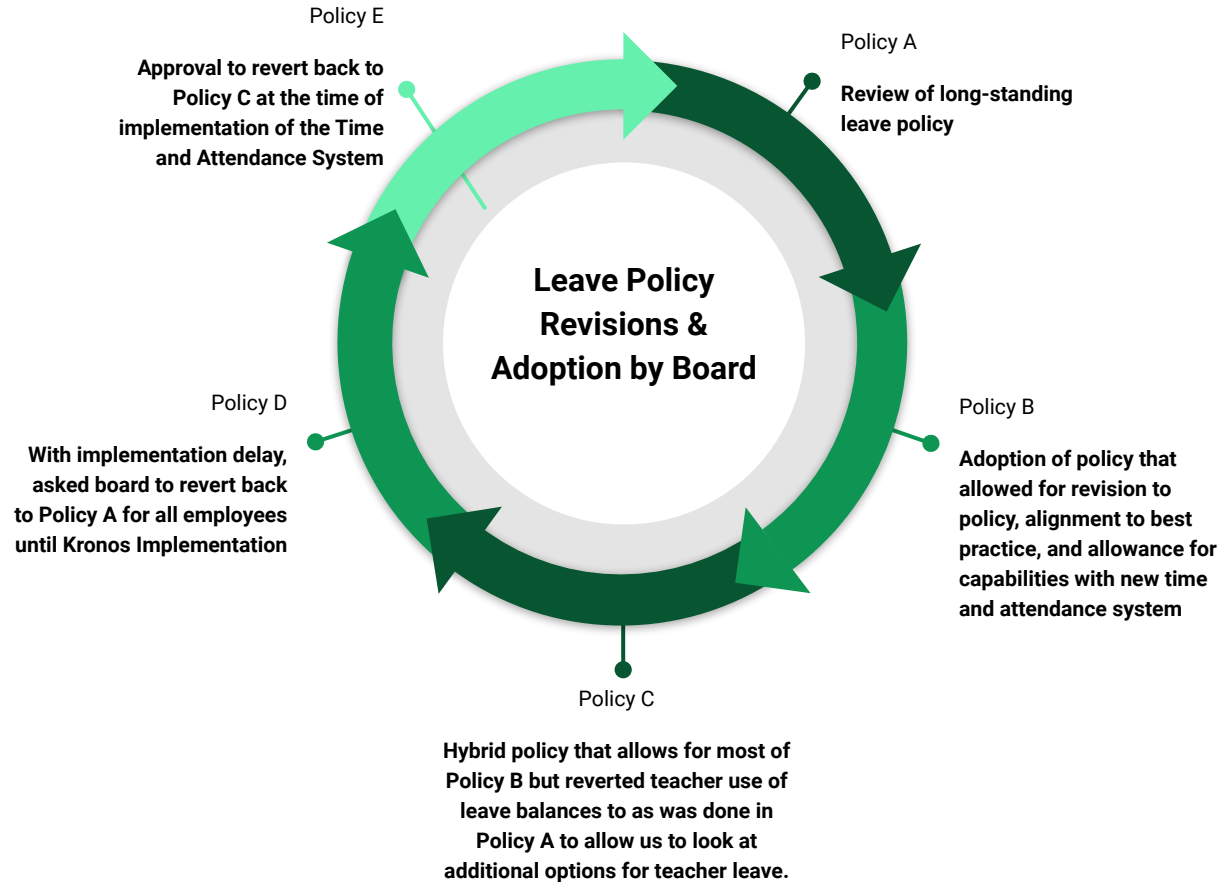 Leave Policy
Revisions &
Adoption by Board
Policy A
Review of long-standing
leave policy
Policy B
Adoption of policy that
allowed for revision to
policy, alignment to best
practice, and allowance for
capabilities with new time
and attendance system
Policy C
Hybrid policy that allows for most of
Policy B but reverted teacher use of
leave balances to as was done in
Policy A to allow us to look at
additional options for teacher leave.
Policy D
With implementation delay,
asked board to revert back
to Policy A for all employees
until Kronos Implementation
Policy E
Approval to revert back to
Policy C at the time of
implementation of the Time
and Attendance System